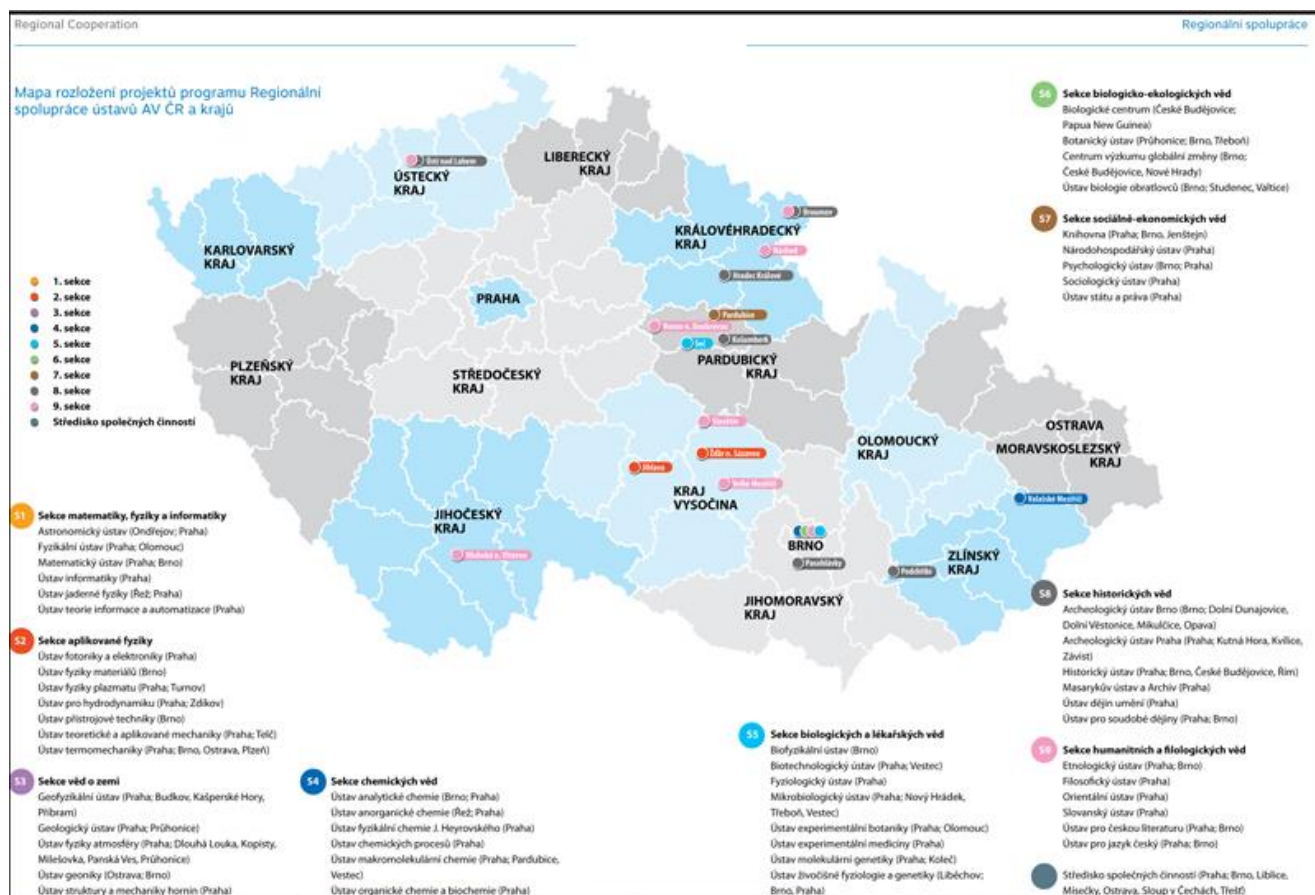 Regional Cooperation
Regionální spolupráce
Mapa rozložení projektů programu Regionální
spolupráce ústavů AV ČR a krajů
LIBERECKÝ
KRAJ
Ústí nad Labem
ÚSTECKÝ
KRAJ
Broumov
KRÁLOVÉHRADECKÝ
KRAJ
Náchod
KARLOVARSKÝ
KRAJ
Hradec Králové
PRAHA
Pardubice
Kolumberk
Seč
PARDUBICKÝ
KRAJ
PLZEŇSKÝ
KRAJ
STŘEDOČESKÝ
KRAJ
OSTRAVA
MORAVSKOSLEZSKÝ
KRAJ
OLOMOUCKÝ
KRAJ
Žďár n. Sázavou
Jihlava
Velké Meziříčí
KRAJ
VYSOČINA
Valašské Meziříčí
JIHOČESKÝ
KRAJ
BRNO
Pasohlávky
ZLÍNSKÝ
KRAJ
JIHOMORAVSKÝ
KRAJ
1. sekce
2. sekce
3. sekce
4. sekce
5. sekce
6. sekce
7. sekce
8. sekce
9. sekce
Středisko společných činností
S1 Sekce matematiky, fyziky a informatiky
Astronomický ústav (Ondřejov; Praha)
Fyzikální ústav (Praha; Olomouc)
Matematický ústav (Praha; Brno)
Ústav informatiky (Praha)
Ústav jaderné fyziky (Řež; Praha)
Ústav teorie informace a automatizace (Praha)
S2 Sekce aplikované fyziky
Ústav fotoniky a elektroniky (Praha)
Ústav fyziky materiálů (Brno)
Ústav fyziky plazmatu (Praha; Turnov)
Ústav pro hydrodynamiku (Praha; Zdíkov)
Ústav přístrojové techniky (Brno)
Ústav teoretické a aplikované mechaniky (Praha; Telč)
Ústav termomechaniky (Praha; Brno, Ostrava, Plzeň)
S3 Sekce věd o zemi
Geofyzikální ústav (Praha; Budkov, Kašperské Hory,
Příbram)
Geologický ústav (Praha; Průhonice)
Ústav fyziky atmosféry (Praha; Dlouhá Louka, Kopisty,
Milešovka, Panská Ves, Průhonice)
Ústav geoniky (Ostrava; Brno)
Ústav struktury a mechaniky hornin (Praha)
S4 Sekce chemických věd
Ústav analytické chemie (Brno; Praha)
Ústav anorganické chemie (Řež; Praha)
Ústav fyzikální chemie J. Heyrovského (Praha)
Ústav chemických procesů (Praha)
Ústav makromolekulární chemie (Praha; Pardubice,
Vestec)
Ústav organické chemie a biochemie (Praha)
S5 Sekce biologických a lékařských věd
Biofyzikální ústav (Brno)
Biotechnologický ústav (Praha; Vestec)
Fyziologický ústav (Praha)
Mikrobiologický ústav (Praha; Nový Hrádek,
Třeboň, Vestec)
Ústav experimentální botaniky (Praha; Olomouc)
Ústav experimentální medicíny (Praha)
Ústav molekulární genetiky (Praha; Koleč)
Ústav živočišné fyziologie a genetiky (Liběchov;
Brno, Praha)
S6 Sekce biologicko-ekologických věd
Biologické centrum (České Budějovice;
Papua New Guinea)
Botanický ústav (Průhonice; Brno, Třeboň)
Centrum výzkumu globální změny (Brno;
České Budějovice, Nové Hrady)
Ústav biologie obratlovců (Brno; Studenec, Valtice)
S7 Sekce sociálně-ekonomických věd
Knihovna (Praha; Brno, Jenštejn)
Národohospodářský ústav (Praha)
Psychologický ústav (Brno; Praha)
Sociologický ústav (Praha)
Ústav státu a práva (Praha)
S8 Sekce historických věd
Archeologický ústav Brno (Brno; Dolní Dunajovice,
Dolní Věstonice, Mikulčice, Opava)
Archeologický ústav Praha (Praha; Kutná Hora, Kvílice,
Závist)
Historický ústav (Praha; Brno, České Budějovice, Řím)
Masarykův ústav a Archiv (Praha)
Ústav dějin umění (Praha)
Ústav pro soudobé dějiny (Praha; Brno)
S9 Sekce humanitních a filologických věd
Etnologický ústav (Praha; Brno)
Filosofický ústav (Praha)
Orientální ústav (Praha)
Slovanský ústav (Praha)
Ústav pro českou literaturu (Praha; Brno)
Ústav pro jazyk český (Praha; Brno)
Středisko společných činností (Praha; Brno, Liblice,
Mísečky, Ostrava, Sloup v Čechách, Třešť)